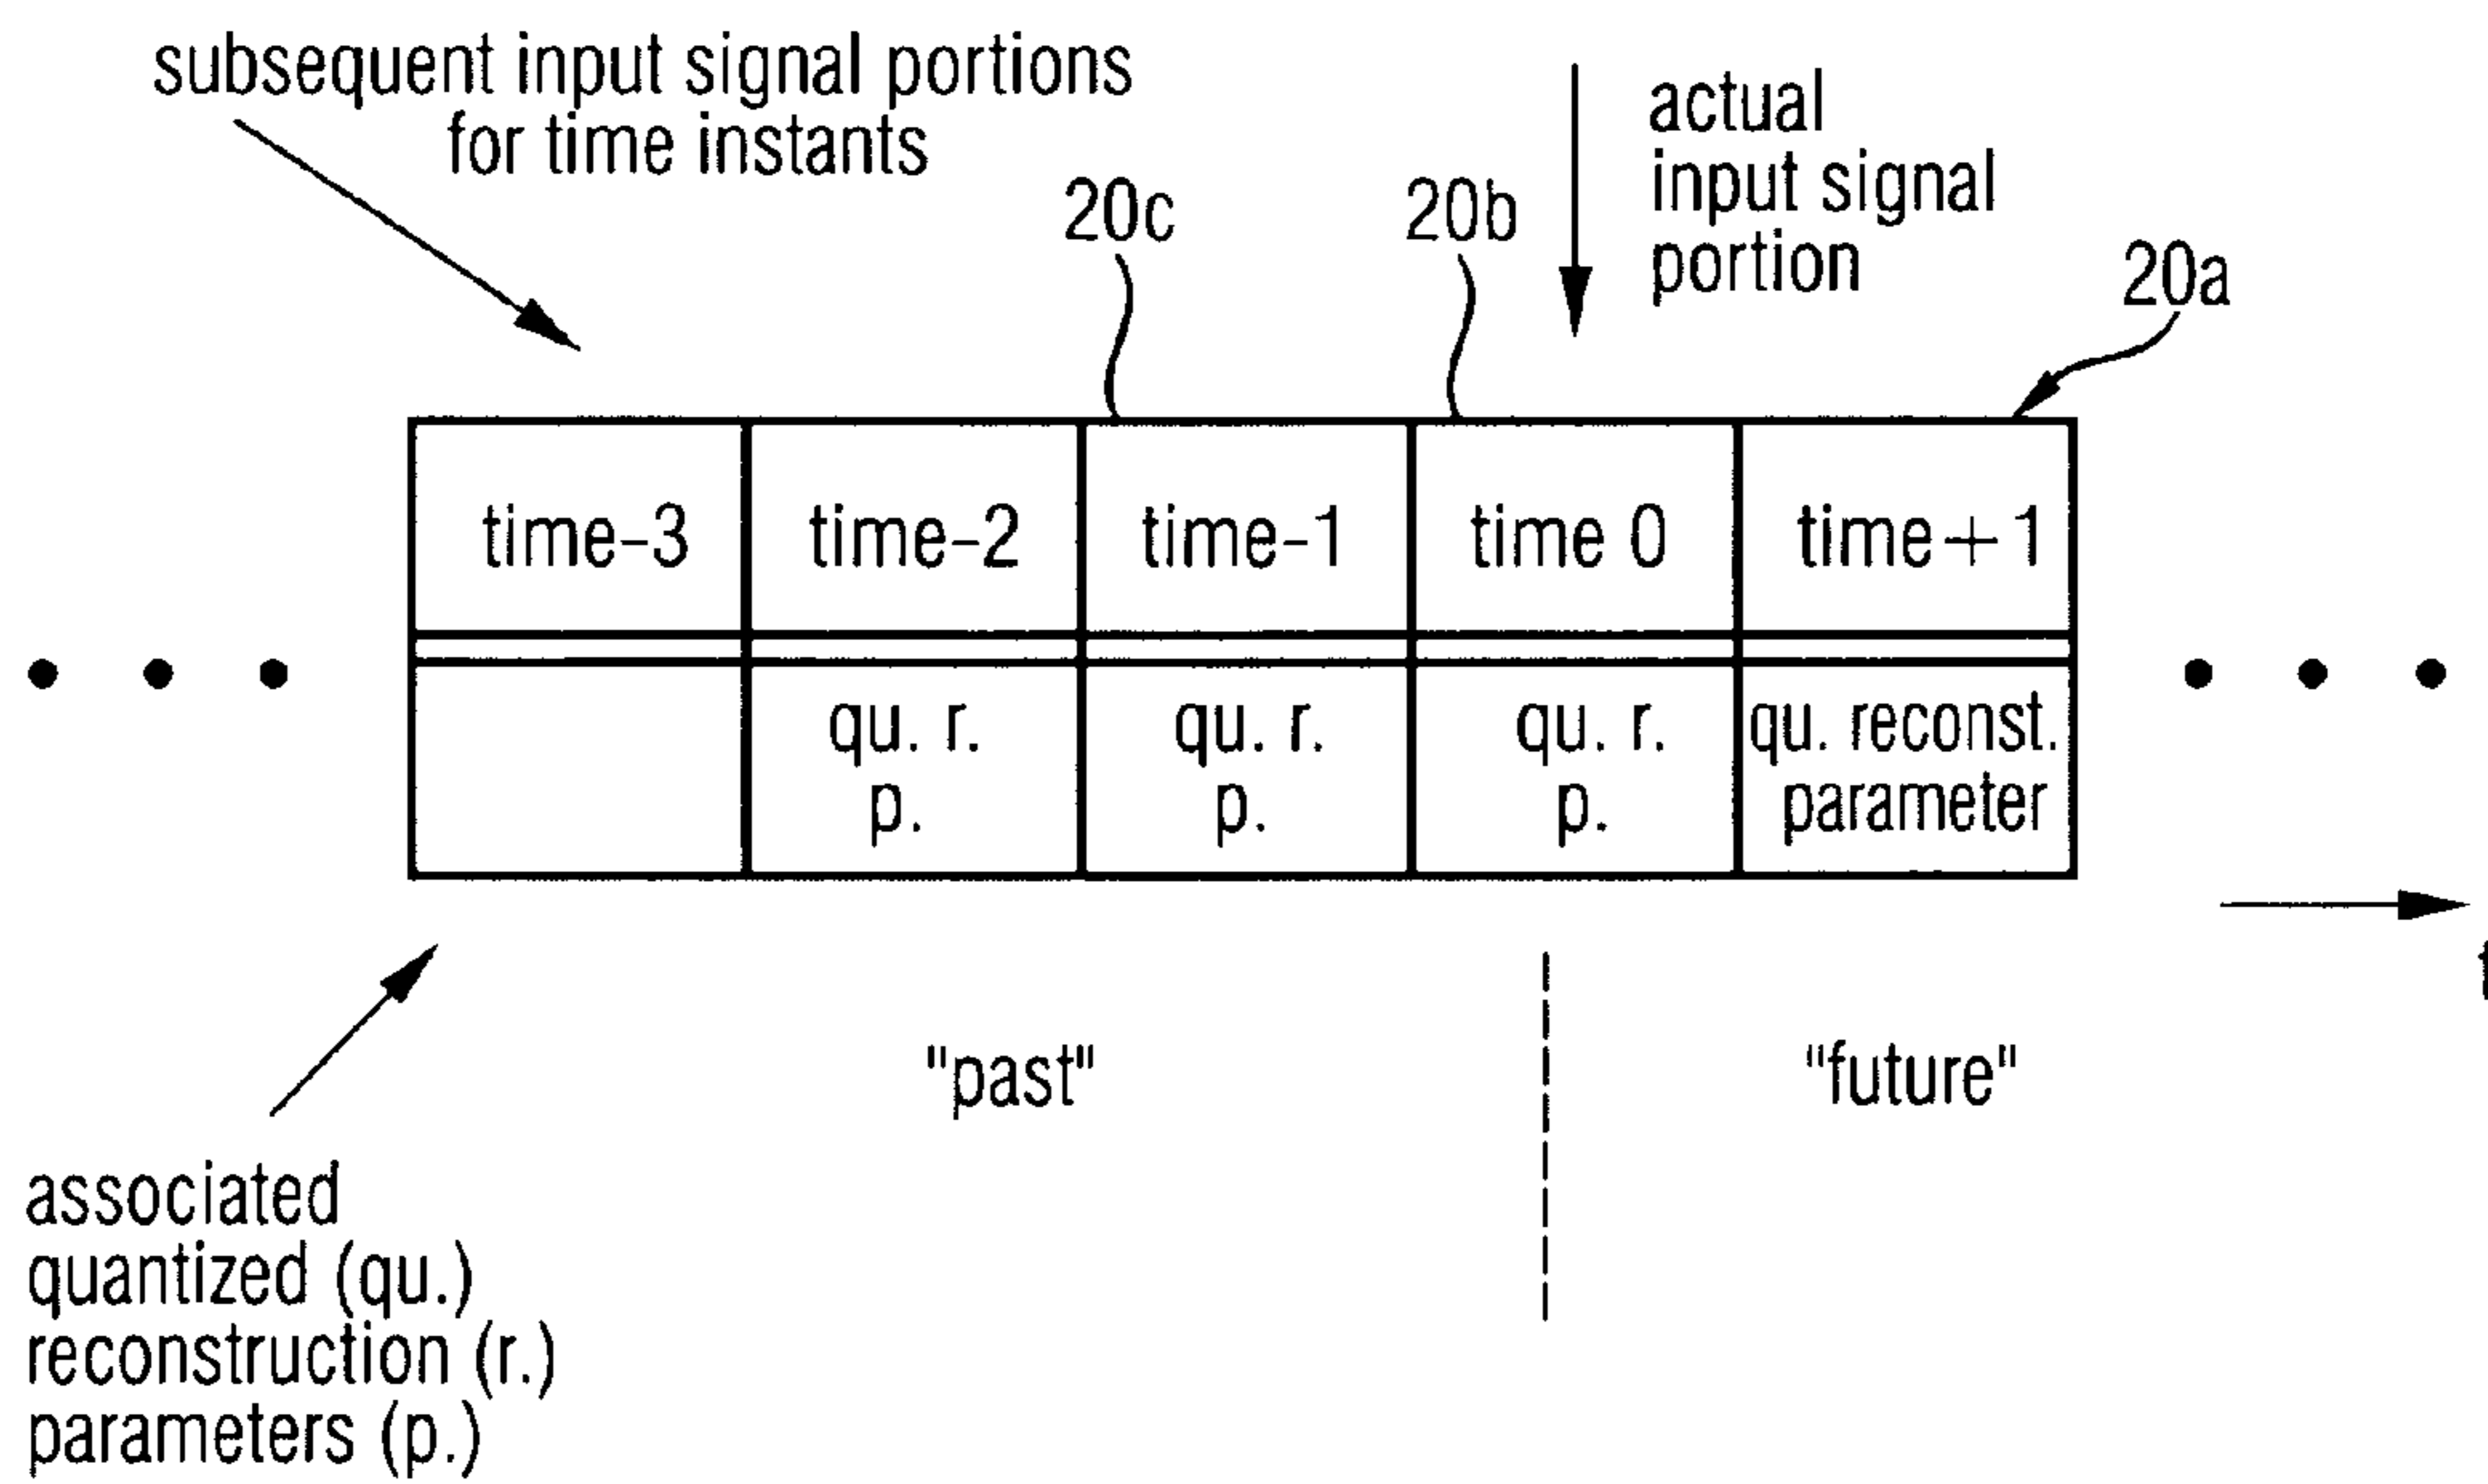 subsequent input signal portions
for time instants
actual
input signal
portion
20c
20b
20a
time-3
time-2
time-1
time 0
time+1
qu. r.
p.
qu. r.
p.
qu. r.
p.
qu. reconst.
parameter
"past"
"future"
associated
quantized (qu.)
reconstruction (r.)
parameters (p.)